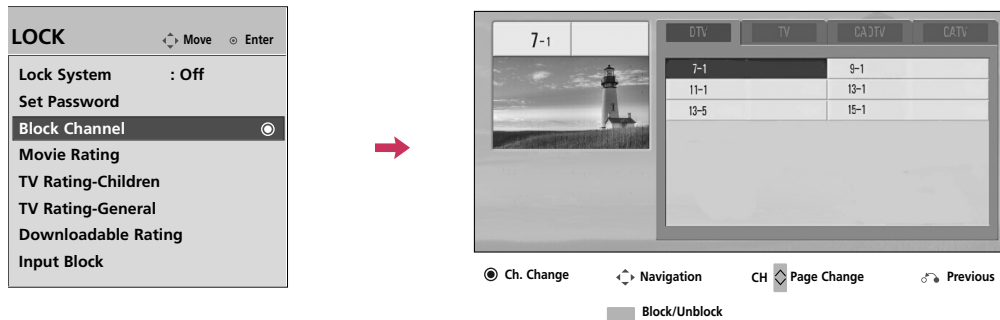 LOCK Move Enter
Lock System : Off
Set Password
Block Channel
Movie Rating
TV Rating-Children
TV Rating-General
Downloadable Rating
Input Block
7-1
DTV TV CADTV CATV
7-1 9-1
11-1 13-1
13-5 15-1
Ch. Change Navigation CH Page Change Previous
Block/Unblock